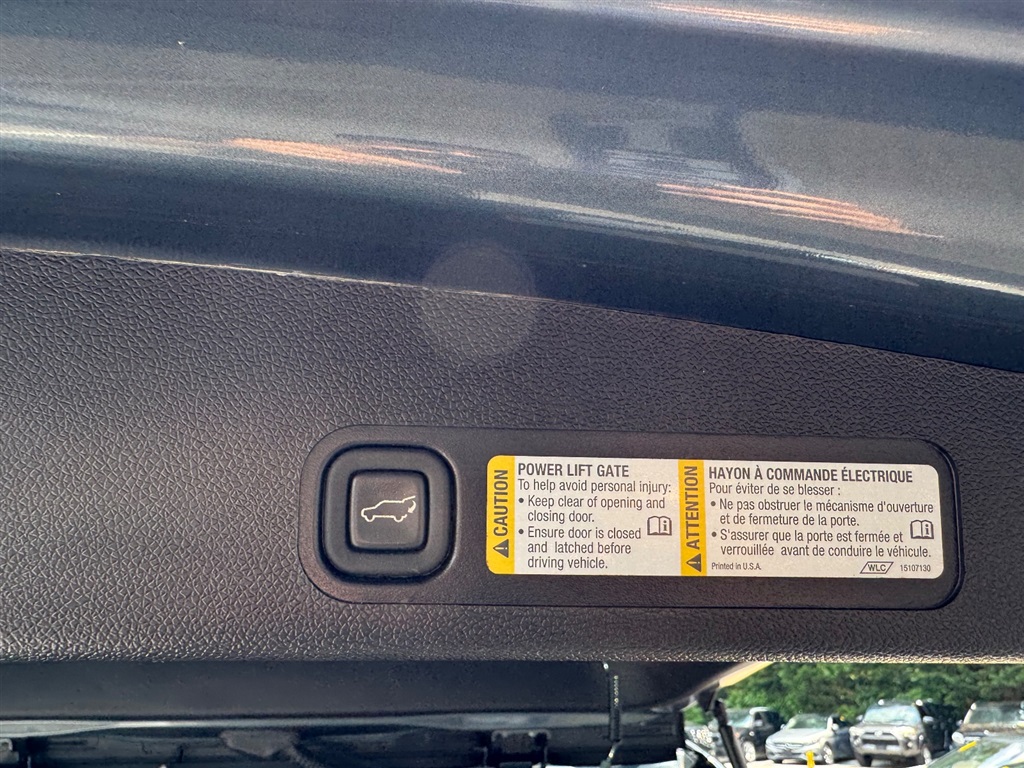 CAUTION
POWER LIFT GATE
To help avoid personal injury:
• Keep clear of opening and
closing door.
• Ensure door is closed
and latched before
driving vehicle.
ATTENTION
HAYON À COMMANDE ÉLECTRIQUE
Pour éviter de se blesser :
• Ne pas obstruer le mécanisme d'ouverture
et de fermeture de la porte.
• S'assurer que la porte est fermée et
verrouillée avant de conduire le véhicule.
Printed in U.S.A.
WLC
15107130